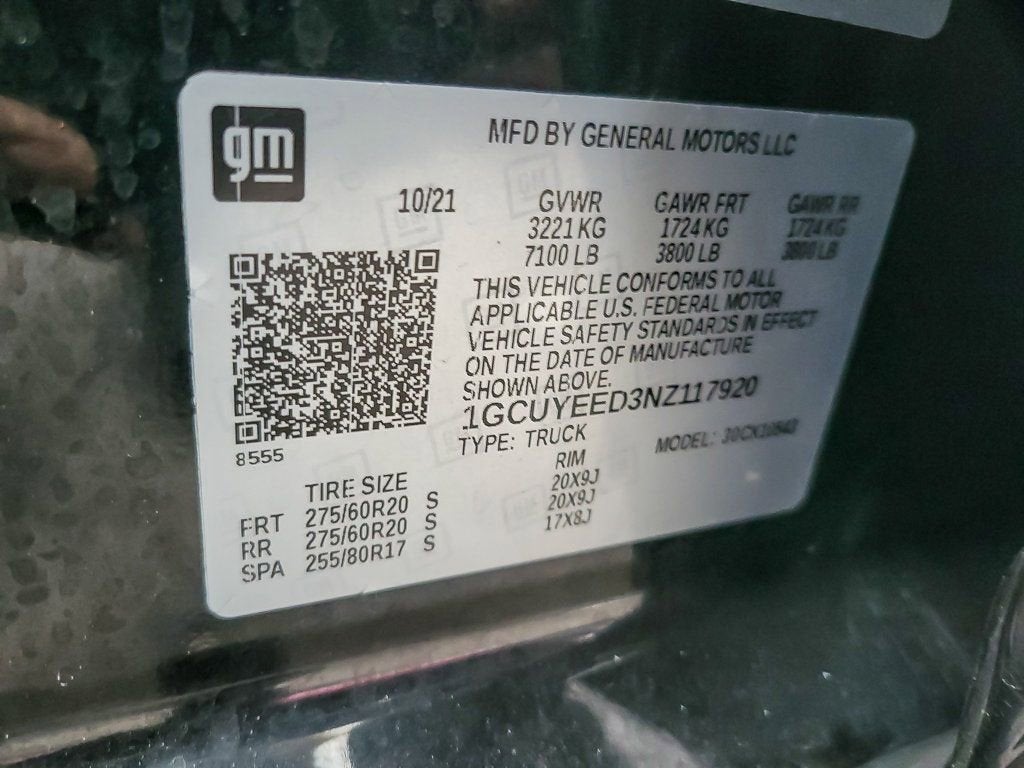 gm
MFD BY GENERAL MOTORS LLC
10/21 GVWR GAWR FRT GAWR RR
3221 KG 1724 KG 1724 KG
7100 LB 3800 LB 3800 LB
THIS VEHICLE CONFORMS TO ALL
APPLICABLE U.S. FEDERAL MOTOR
VEHICLE SAFETY STANDARDS IN EFFECT
ON THE DATE OF MANUFACTURE
SHOWN ABOVE.
1GCUYEED3NZ117920
TYPE: TRUCK MODEL:
8555
TIRE SIZE RIM
FRT 275/60R20 S 20X9J
RR 275/60R20 S 20X9J
SPA 255/80R17 S 17X8J